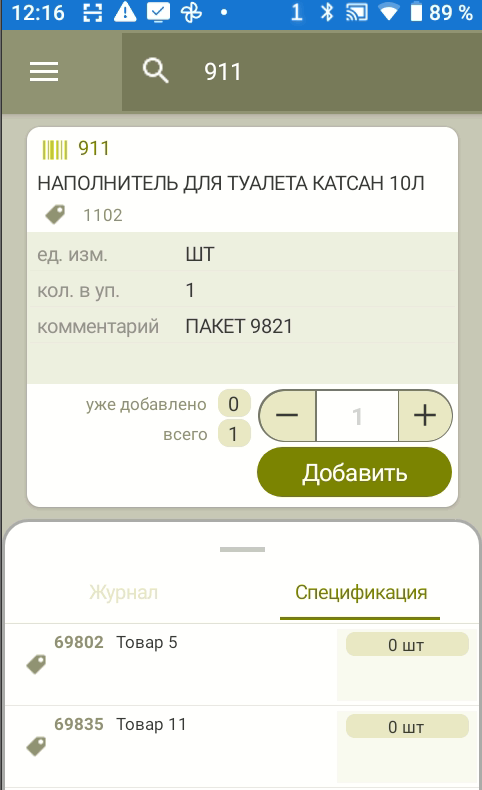 12:16 1 89 %
911
911
НАПОЛНИТЕЛЬ ДЛЯ ТУАЛЕТА КАТСАН 10Л
1102
ед. изм. ШТ
кол. в уп. 1
комментарий ПАКЕТ 9821
уже добавлено 0
всего 1
− 1 +
Добавить
Журнал Спецификация
69802 Товар 5 0 шт
69835 Товар 11 0 шт